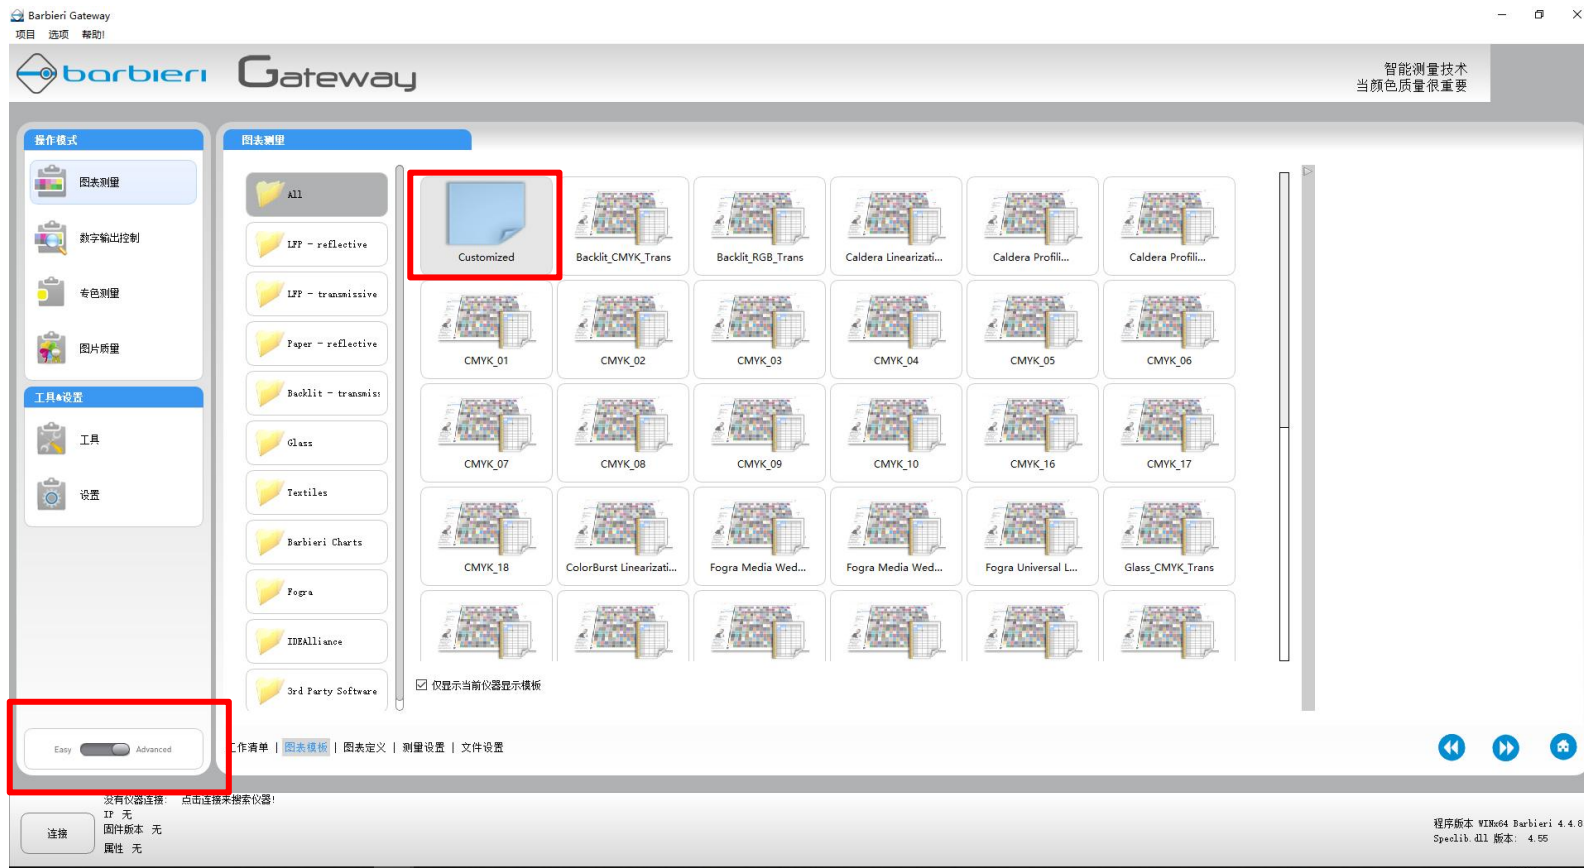 Barbieri Gateway
项目 选项 帮助!
barbieri Gateway
智能测量技术
当颜色质量很重要
操作模式
图表测量
数字输出控制
专色测量
图片质量
工具&设置
工具
设置
Easy Advanced
图表测里
All
LFP - reflective
LFP - transmissive
Paper - reflective
Backlit - transmis:
Glass
Textiles
Barbieri Charts
Fogra
IDEAlliance
3rd Party Software
Customized Backlit_CMYK_Trans Backlit_RGB_Trans Caldera Linearizati... Caldera Profili... Caldera Profili...
CMYK_01 CMYK_02 CMYK_03 CMYK_04 CMYK_05 CMYK_06
CMYK_07 CMYK_08 CMYK_09 CMYK_10 CMYK_16 CMYK_17
CMYK_18 ColorBurst Linearizati... Fogra Media Wed... Fogra Media Wed... Fogra Universal L... Glass_CMYK_Trans
仅显示当前仪器显示模板
工作清单 | 图表模板 | 图表定义 | 测量设置 | 文件设置
没有仪器连接: 点击连接来搜索仪器!
IP 无
连接 固件版本 无
属性 无
程序版本 WINx64 Barbieri 4.4.8
Speclib.dll 版本: 4.55